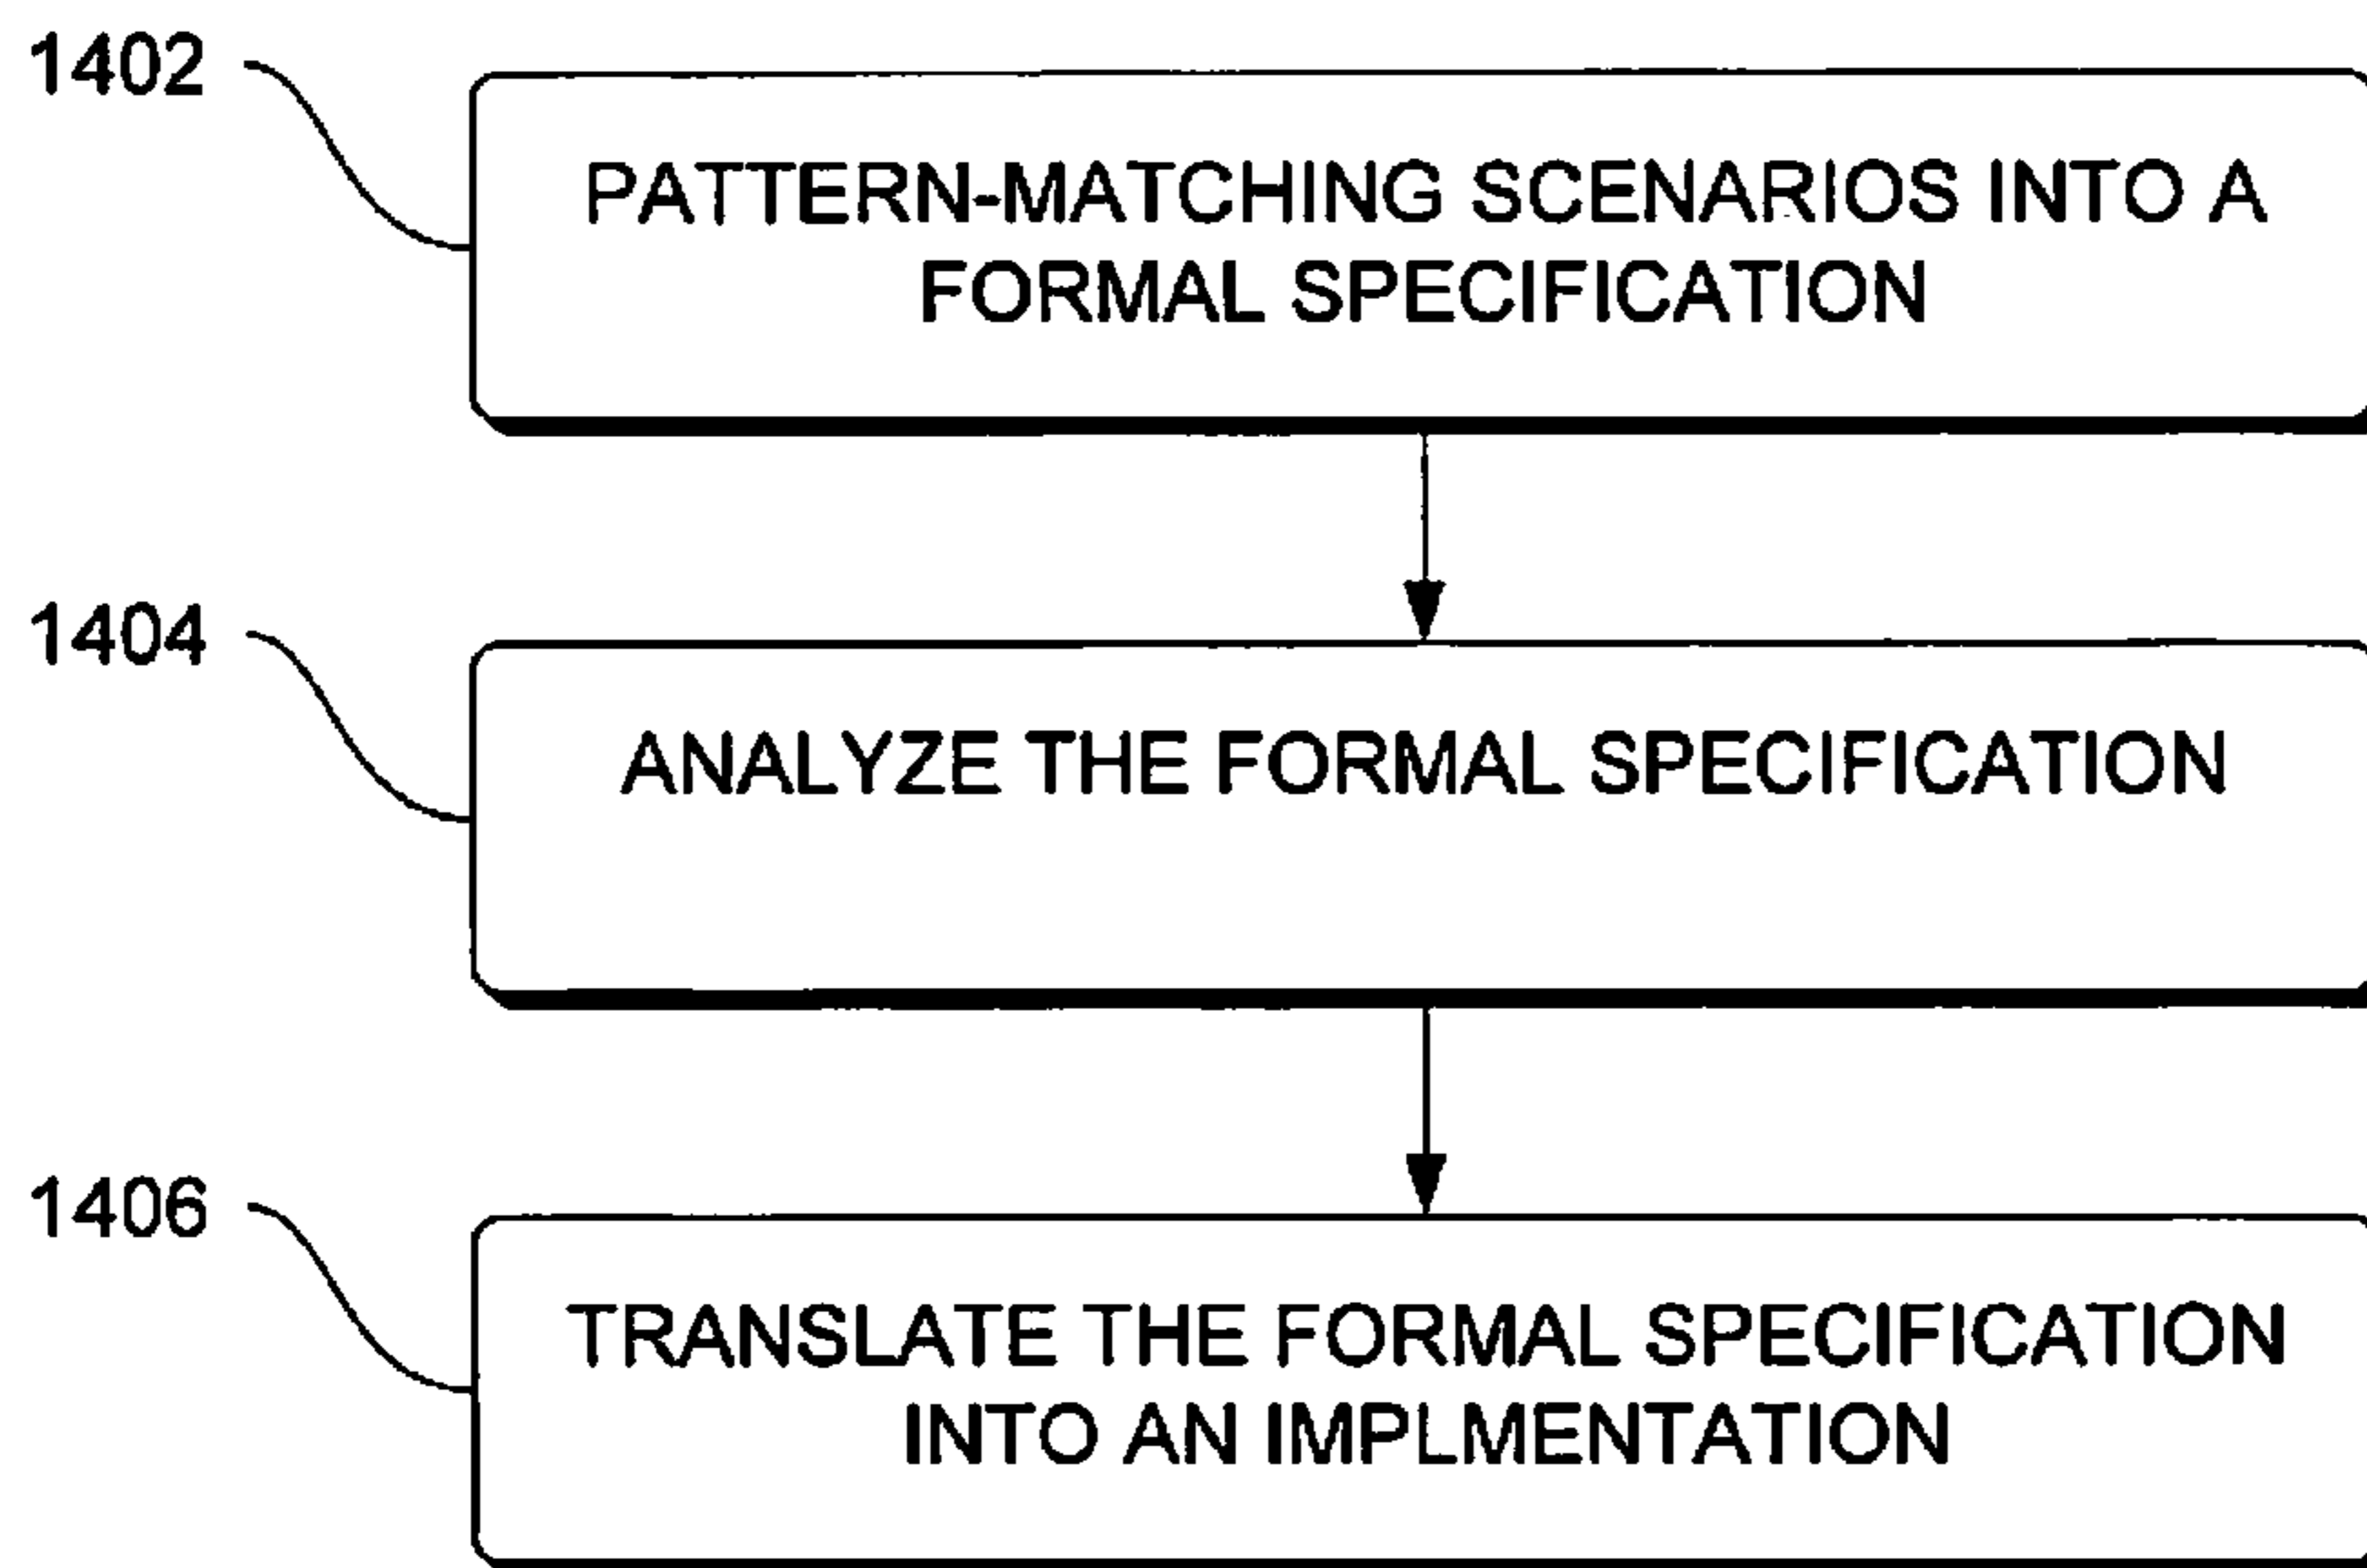 1402
PATTERN-MATCHING SCENARIOS INTO A
FORMAL SPECIFICATION
1404
ANALYZE THE FORMAL SPECIFICATION
1406
TRANSLATE THE FORMAL SPECIFICATION
INTO AN IMPLMENTATION